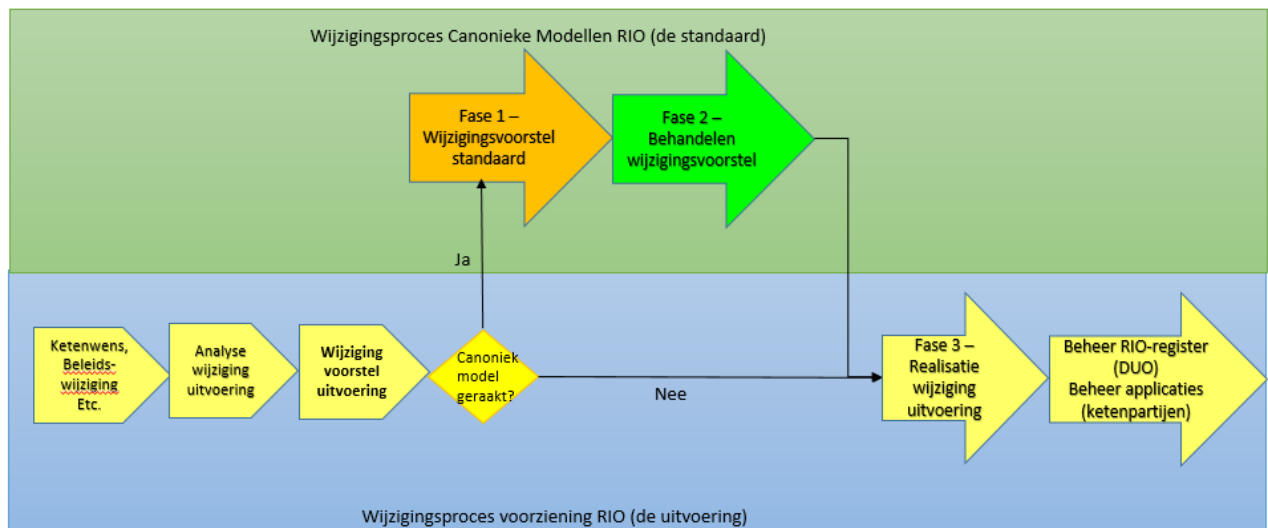 Wijzigingsproces Canonieke Modellen RIO (de standaard)
Fase 1 –
Wijzigingsvoorstel
standaard
Fase 2 –
Behandelen
wijzigingsvoorstel
Ja
Ketenwens,
Beleids-
wijziging
Etc.
Analyse
wijziging
uitvoering
Wijziging
voorstel
uitvoering
Canoniek
model
geraakt?
Nee
Fase 3 –
Realisatie
wijziging
uitvoering
Beheer RIO-register
(DUO)
Beheer applicaties
(ketenpartijen)
Wijzigingsproces voorziening RIO (de uitvoering)